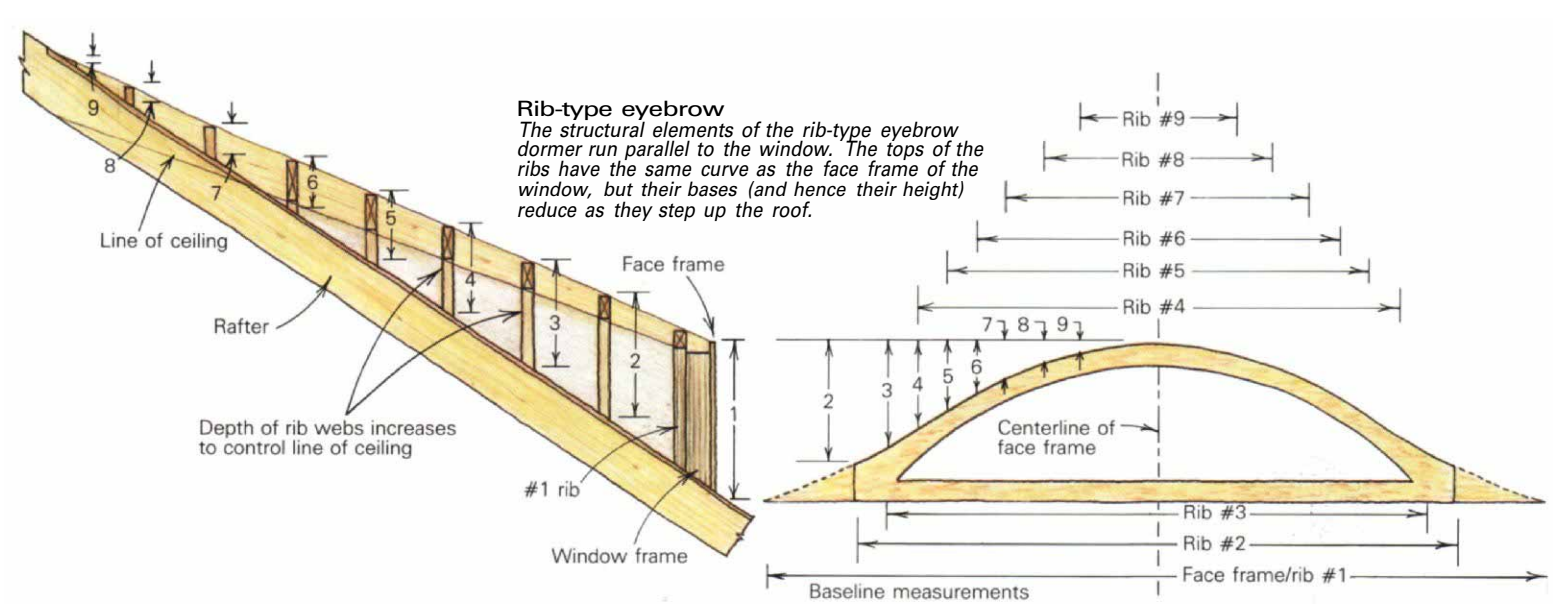 Rib-type eyebrow
The structural elements of the rib-type eyebrow
dormer run parallel to the window. The tops of the
ribs have the same curve as the face frame of the
window, but their bases (and hence their height)
reduce as they step up the roof.
9
8
7
6
5
4
3
2
1
Line of ceiling
Rafter
Face frame
Depth of rib webs increases
to control line of ceiling
#1 rib
Window frame
Rib #9
Rib #8
Rib #7
Rib #6
Rib #5
Rib #4
7 8 9
2
3
4
5
6
Centerline of
face frame
Rib #3
Rib #2
Face frame/rib #1
Baseline measurements